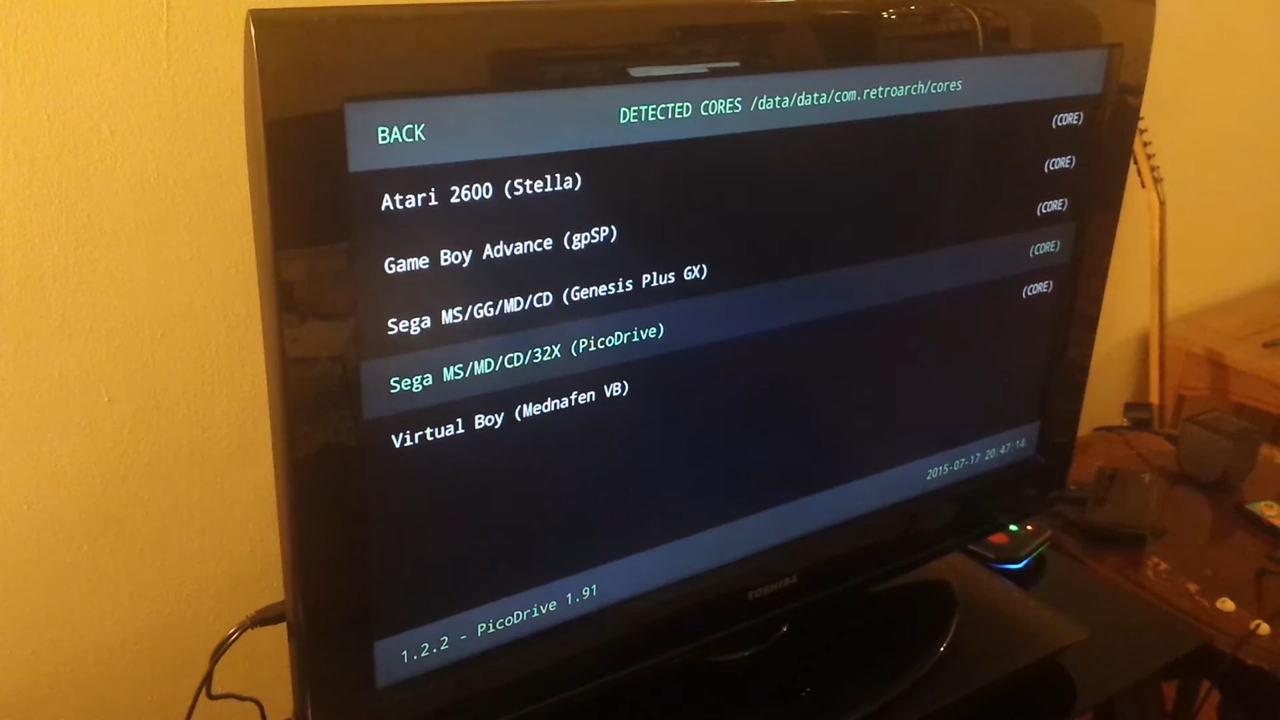 BACK
DETECTED CORES /data/data/com.retroarch/cores
Atari 2600 (Stella) (CORE)
Game Boy Advance (gpSP) (CORE)
Sega MS/GG/MD/CD (Genesis Plus GX) (CORE)
Sega MS/MD/CD/32X (PicoDrive) (CORE)
Virtual Boy (Mednafen VB) (CORE)
2015-07-17 20:47:14
1.2.2 - PicoDrive 1.91
TOSHIBA